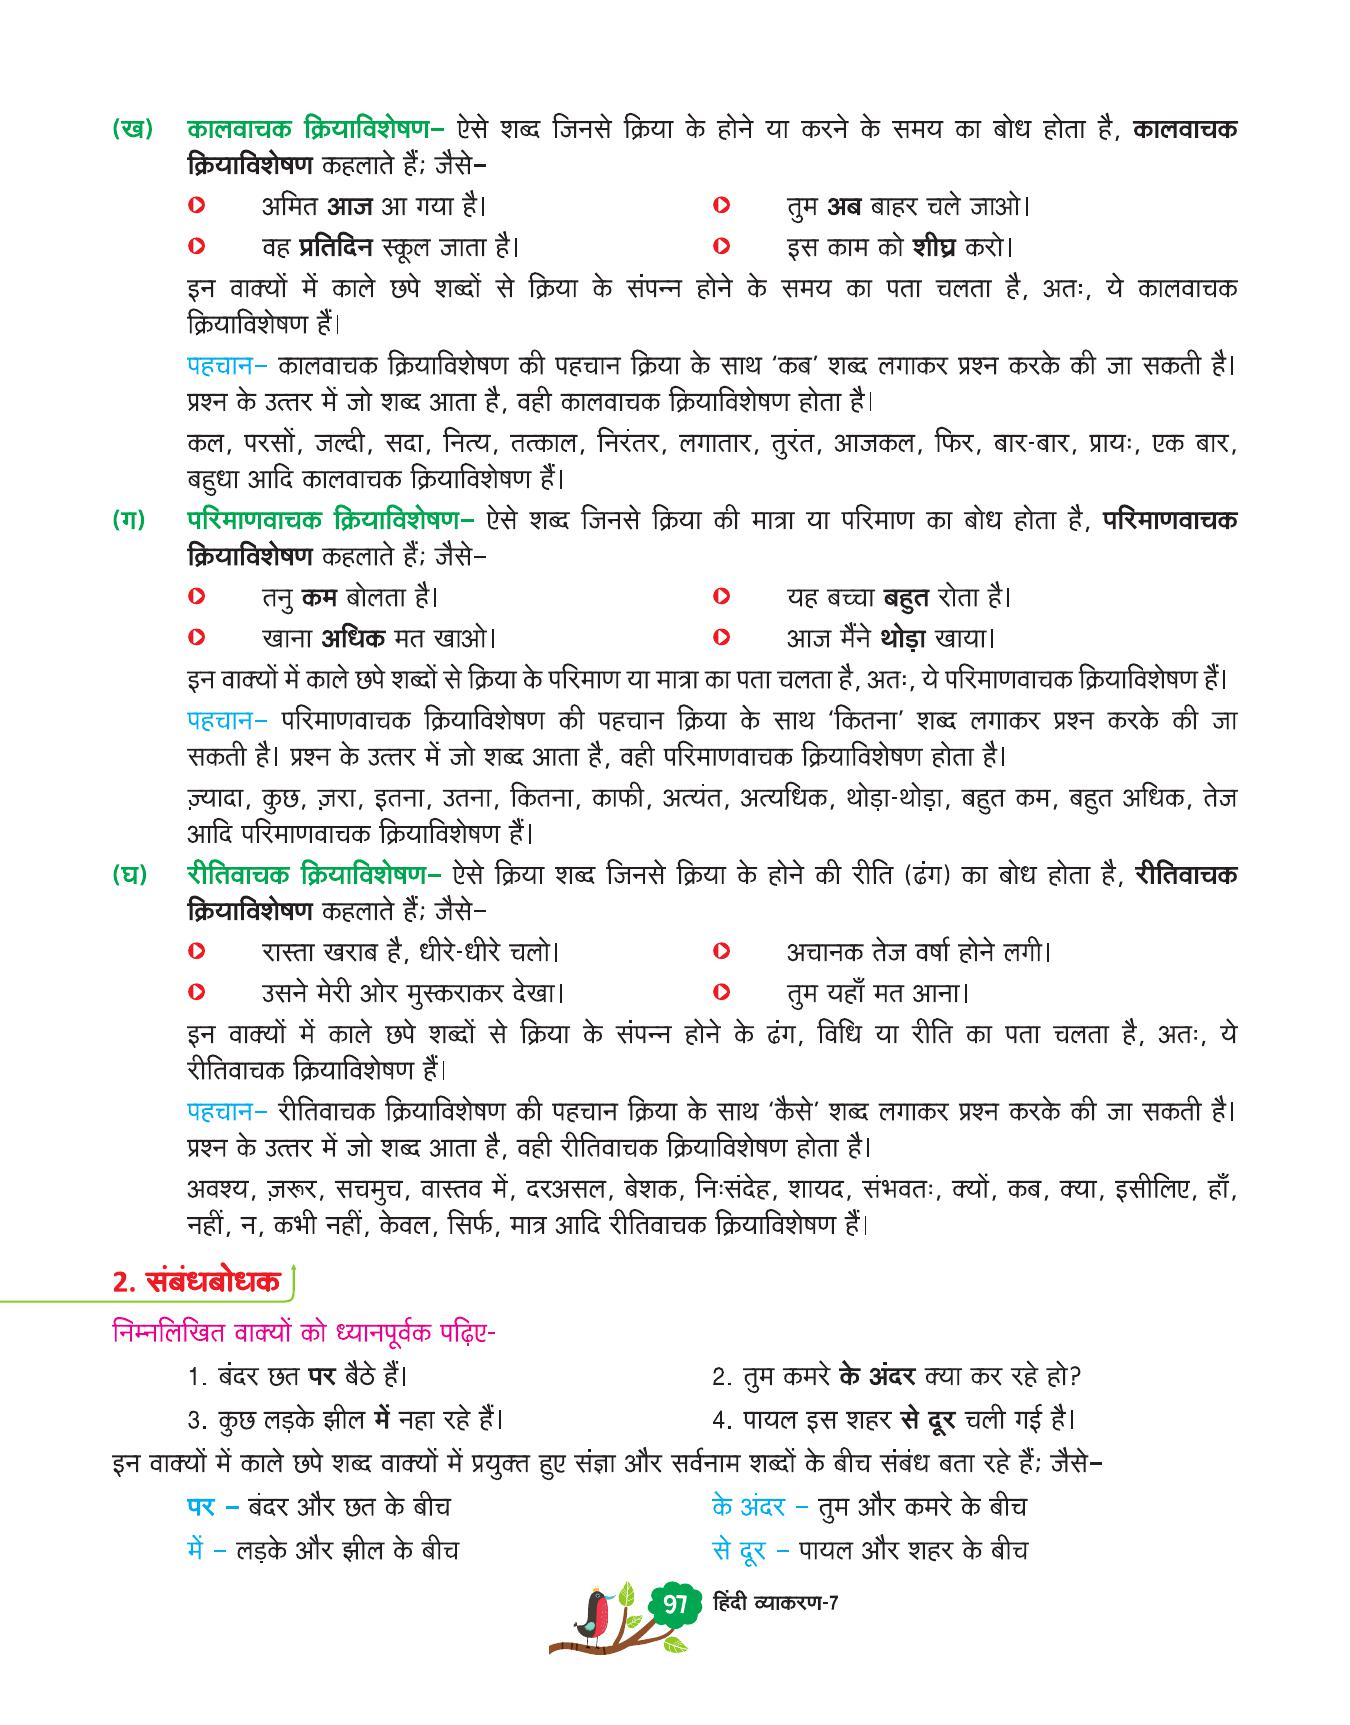 (ख) कालवाचक क्रियाविशेषण– ऐसे शब्द जिनसे क्रिया के होने या करने के समय का बोध होता है, कालवाचक
क्रियाविशेषण कहलाते हैं; जैसे–
अमित आज आ गया है।
तुम अब बाहर चले जाओ।
वह प्रतिदिन स्कूल जाता है।
इस काम को शीघ्र करो।
इन वाक्यों में काले छपे शब्दों से क्रिया के संपन्न होने के समय का पता चलता है, अतः, ये कालवाचक
क्रियाविशेषण हैं।
पहचान– कालवाचक क्रियाविशेषण की पहचान क्रिया के साथ ‘कब’ शब्द लगाकर प्रश्न करके की जा सकती है।
प्रश्न के उत्तर में जो शब्द आता है, वही कालवाचक क्रियाविशेषण होता है।
कल, परसों, जल्दी, सदा, नित्य, तत्काल, निरंतर, लगातार, तुरंत, आजकल, फिर, बार-बार, प्रायः, एक बार,
बहुधा आदि कालवाचक क्रियाविशेषण हैं।
(ग) परिमाणवाचक क्रियाविशेषण– ऐसे शब्द जिनसे क्रिया की मात्रा या परिमाण का बोध होता है, परिमाणवाचक
क्रियाविशेषण कहलाते हैं; जैसे–
तनु कम बोलता है।
यह बच्चा बहुत रोता है।
खाना अधिक मत खाओ।
आज मैंने थोड़ा खाया।
इन वाक्यों में काले छपे शब्दों से क्रिया के परिमाण या मात्रा का पता चलता है, अतः, ये परिमाणवाचक क्रियाविशेषण हैं।
पहचान– परिमाणवाचक क्रियाविशेषण की पहचान क्रिया के साथ ‘कितना’ शब्द लगाकर प्रश्न करके की जा
सकती है। प्रश्न के उत्तर में जो शब्द आता है, वही परिमाणवाचक क्रियाविशेषण होता है।
ज़्यादा, कुछ, ज़रा, इतना, उतना, कितना, काफी, अत्यंत, अत्यधिक, थोड़ा-थोड़ा, बहुत कम, बहुत अधिक, तेज
आदि परिमाणवाचक क्रियाविशेषण हैं।
(घ) रीतिवाचक क्रियाविशेषण– ऐसे क्रिया शब्द जिनसे क्रिया के होने की रीति (ढंग) का बोध होता है, रीतिवाचक
क्रियाविशेषण कहलाते हैं; जैसे–
रास्ता खराब है, धीरे-धीरे चलो।
अचानक तेज वर्षा होने लगी।
उसने मेरी ओर मुस्कराकर देखा।
तुम यहाँ मत आना।
इन वाक्यों में काले छपे शब्दों से क्रिया के संपन्न होने के ढंग, विधि या रीति का पता चलता है, अतः, ये
रीतिवाचक क्रियाविशेषण हैं।
पहचान– रीतिवाचक क्रियाविशेषण की पहचान क्रिया के साथ ‘कैसे’ शब्द लगाकर प्रश्न करके की जा सकती है।
प्रश्न के उत्तर में जो शब्द आता है, वही रीतिवाचक क्रियाविशेषण होता है।
अवश्य, ज़रूर, सचमुच, वास्तव में, दरअसल, बेशक, निःसंदेह, शायद, संभवतः, क्यों, कब, क्या, इसीलिए, हाँ,
नहीं, न, कभी नहीं, केवल, सिर्फ, मात्र आदि रीतिवाचक क्रियाविशेषण हैं।
2. संबंधबोधक
निम्नलिखित वाक्यों को ध्यानपूर्वक पढ़िए-
1. बंदर छत पर बैठे हैं।
2. तुम कमरे के अंदर क्या कर रहे हो?
3. कुछ लड़के झील में नहा रहे हैं।
4. पायल इस शहर से दूर चली गई है।
इन वाक्यों में काले छपे शब्द वाक्यों में प्रयुक्त हुए संज्ञा और सर्वनाम शब्दों के बीच संबंध बता रहे हैं; जैसे–
पर – बंदर और छत के बीच
के अंदर – तुम और कमरे के बीच
में – लड़के और झील के बीच
से दूर – पायल और शहर के बीच
97 हिंदी व्याकरण-7